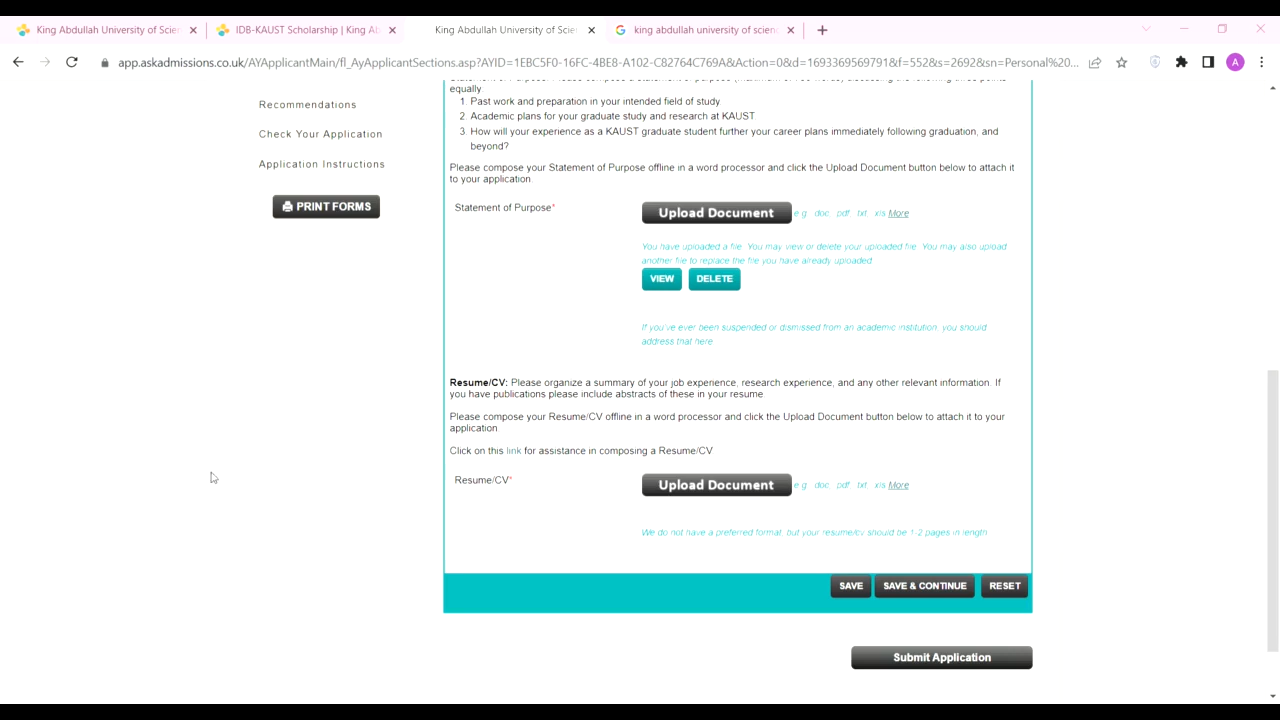 King Abdullah University of Scien
IDB-KAUST Scholarship | King Ab
King Abdullah University of Scien
king abdullah university of scienc
app.askadmissions.co.uk/AYApplicantMain/fl_AyApplicantSection.asp?AYID=1EBC5F0-16FC-4BE8-A102-C82764C769A&Action=0&d=1693369569791&f=552&s=2692&sn=Personal%20...
A
equally.
1. Past work and preparation in your intended field of study.
2. Academic plans for your graduate study and research at KAUST
3. How will your experience as a KAUST graduate student further your career plans immediately following graduation, and
beyond?
Please compose your Statement of Purpose offline in a word processor and click the Upload Document button below to attach it
to your application.
Recommendations
Check Your Application
Application Instructions
PRINT FORMS
Statement of Purpose*
Upload Document e.g. doc, pdf, txt, xls More
You have uploaded a file. You may view or delete your uploaded file. You may also upload
another file to replace the file you have already uploaded.
VIEW DELETE
If you've ever been suspended or dismissed from an academic institution, you should
address that here
Resume/CV: Please organize a summary of your job experience, research experience, and any other relevant information. If
you have publications please include abstracts of these in your resume.
Please compose your Resume/CV offline in a word processor and click the Upload Document button below to attach it to your
application.
Click on this link for assistance in composing a Resume/CV
Resume/CV*
Upload Document e.g. doc, pdf, txt, xls More
We do not have a preferred format, but your resume/cv should be 1-2 pages in length
SAVE SAVE & CONTINUE RESET
Submit Application